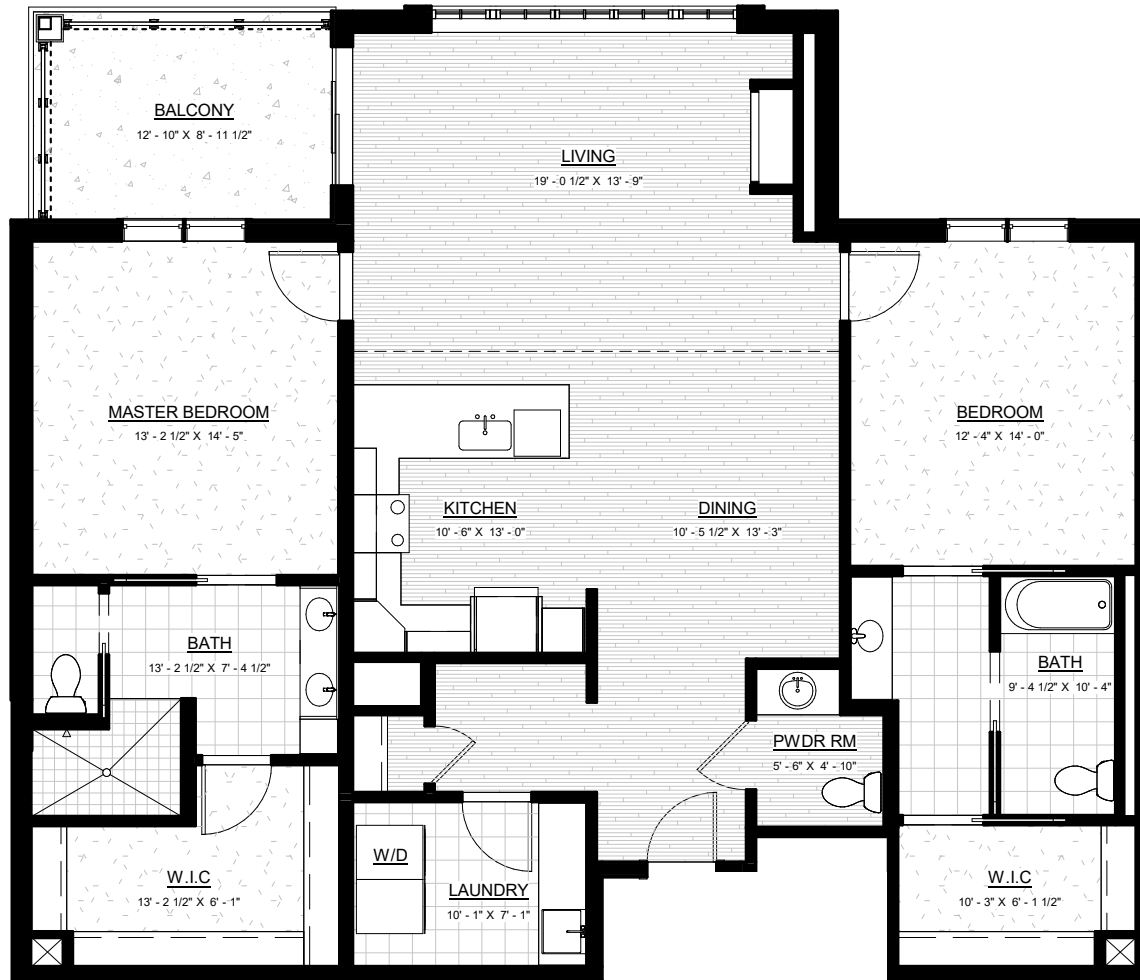 BALCONY
12' - 10" X 8' - 11 1/2"
LIVING
19' - 0 1/2" X 13' - 9"
MASTER BEDROOM
13' - 2 1/2" X 14' - 5"
BEDROOM
12' - 4" X 14' - 0"
KITCHEN
10' - 6" X 13' - 0"
DINING
10' - 5 1/2" X 13' - 3"
BATH
13' - 2 1/2" X 7' - 4 1/2"
BATH
9' - 4 1/2" X 10' - 4"
PWDR RM
5' - 6" X 4' - 10"
W/D
W.I.C
13' - 2 1/2" X 6' - 1"
LAUNDRY
10' - 1" X 7' - 1"
W.I.C
10' - 3" X 6' - 1 1/2"